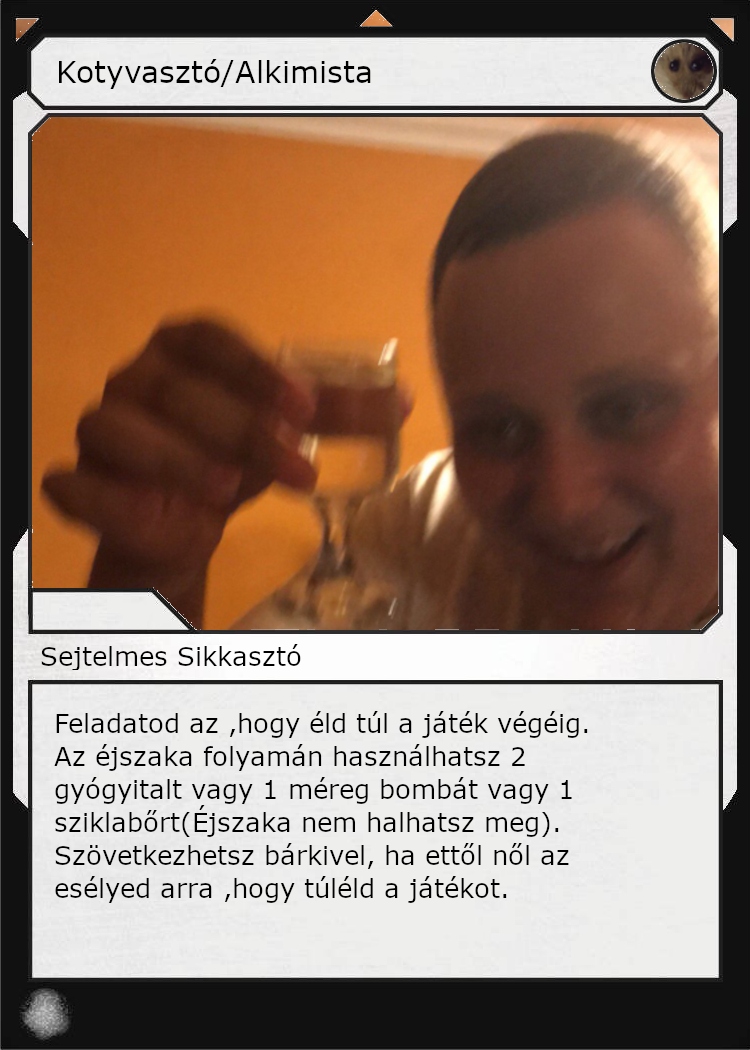 Kotyvasztó/Alkimista
Sejtelmes Sikkasztó
Feladatod az ,hogy éld túl a játék végéig.
Az éjszaka folyamán használhatsz 2
gyógyitalt vagy 1 méreg bombát vagy 1
sziklabőrt(Éjszaka nem halhatsz meg).
Szövetkezhetsz bárkivel, ha ettől nől az
esélyed arra ,hogy túléld a játékot.